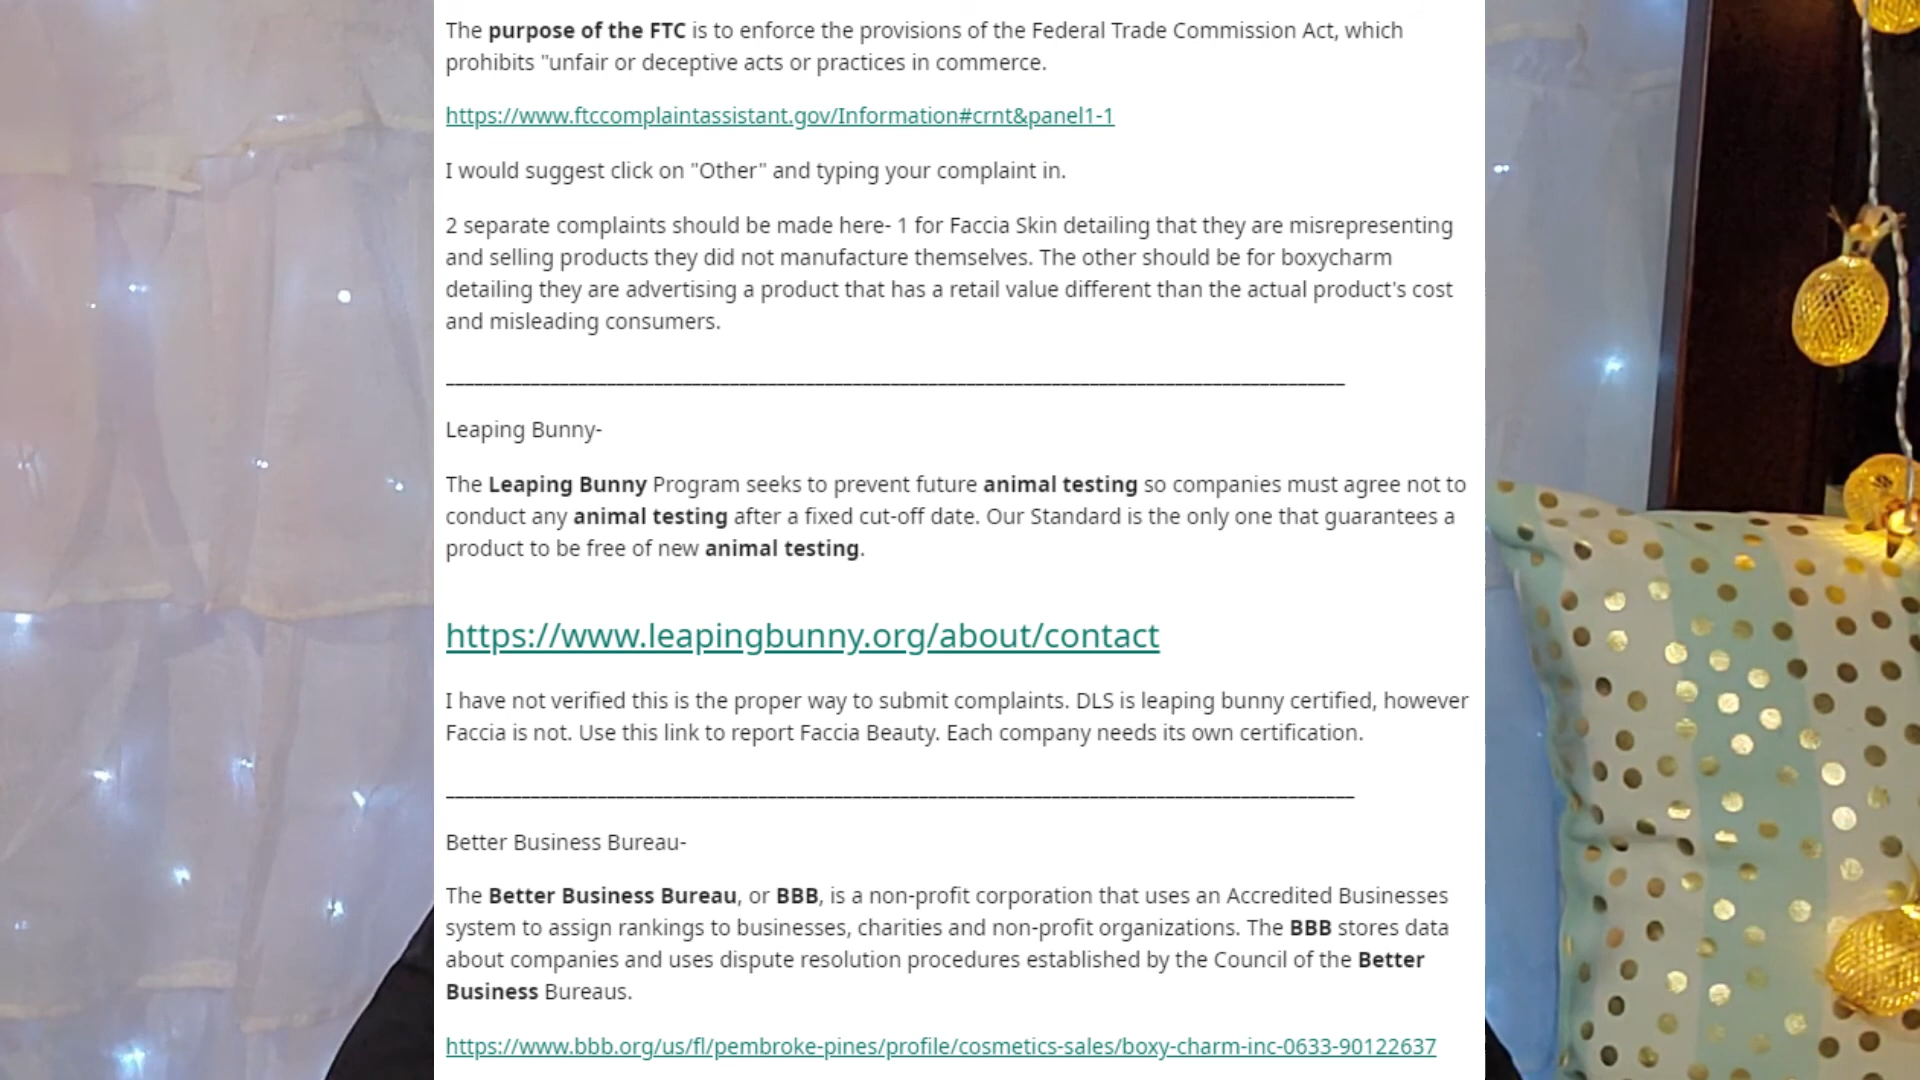 The purpose of the FTC is to enforce the provisions of the Federal Trade Commission Act, which
prohibits "unfair or deceptive acts or practices in commerce.
https://www.ftccomplaintassistant.gov/Information#crnt&panel1-1
I would suggest click on "Other" and typing your complaint in.
2 separate complaints should be made here- 1 for Faccia Skin detailing that they are misrepresenting
and selling products they did not manufacture themselves. The other should be for boxycharm
detailing they are advertising a product that has a retail value different than the actual product's cost
and misleading consumers.
Leaping Bunny-
The Leaping Bunny Program seeks to prevent future animal testing so companies must agree not to
conduct any animal testing after a fixed cut-off date. Our Standard is the only one that guarantees a
product to be free of new animal testing.
https://www.leapingbunny.org/about/contact
I have not verified this is the proper way to submit complaints. DLS is leaping bunny certified, however
Faccia is not. Use this link to report Faccia Beauty. Each company needs its own certification.
Better Business Bureau-
The Better Business Bureau, or BBB, is a non-profit corporation that uses an Accredited Businesses
system to assign rankings to businesses, charities and non-profit organizations. The BBB stores data
about companies and uses dispute resolution procedures established by the Council of the Better
Business Bureaus.
https://www.bbb.org/us/fl/pembroke-pines/profile/cosmetics-sales/boxy-charm-inc-0633-90122637